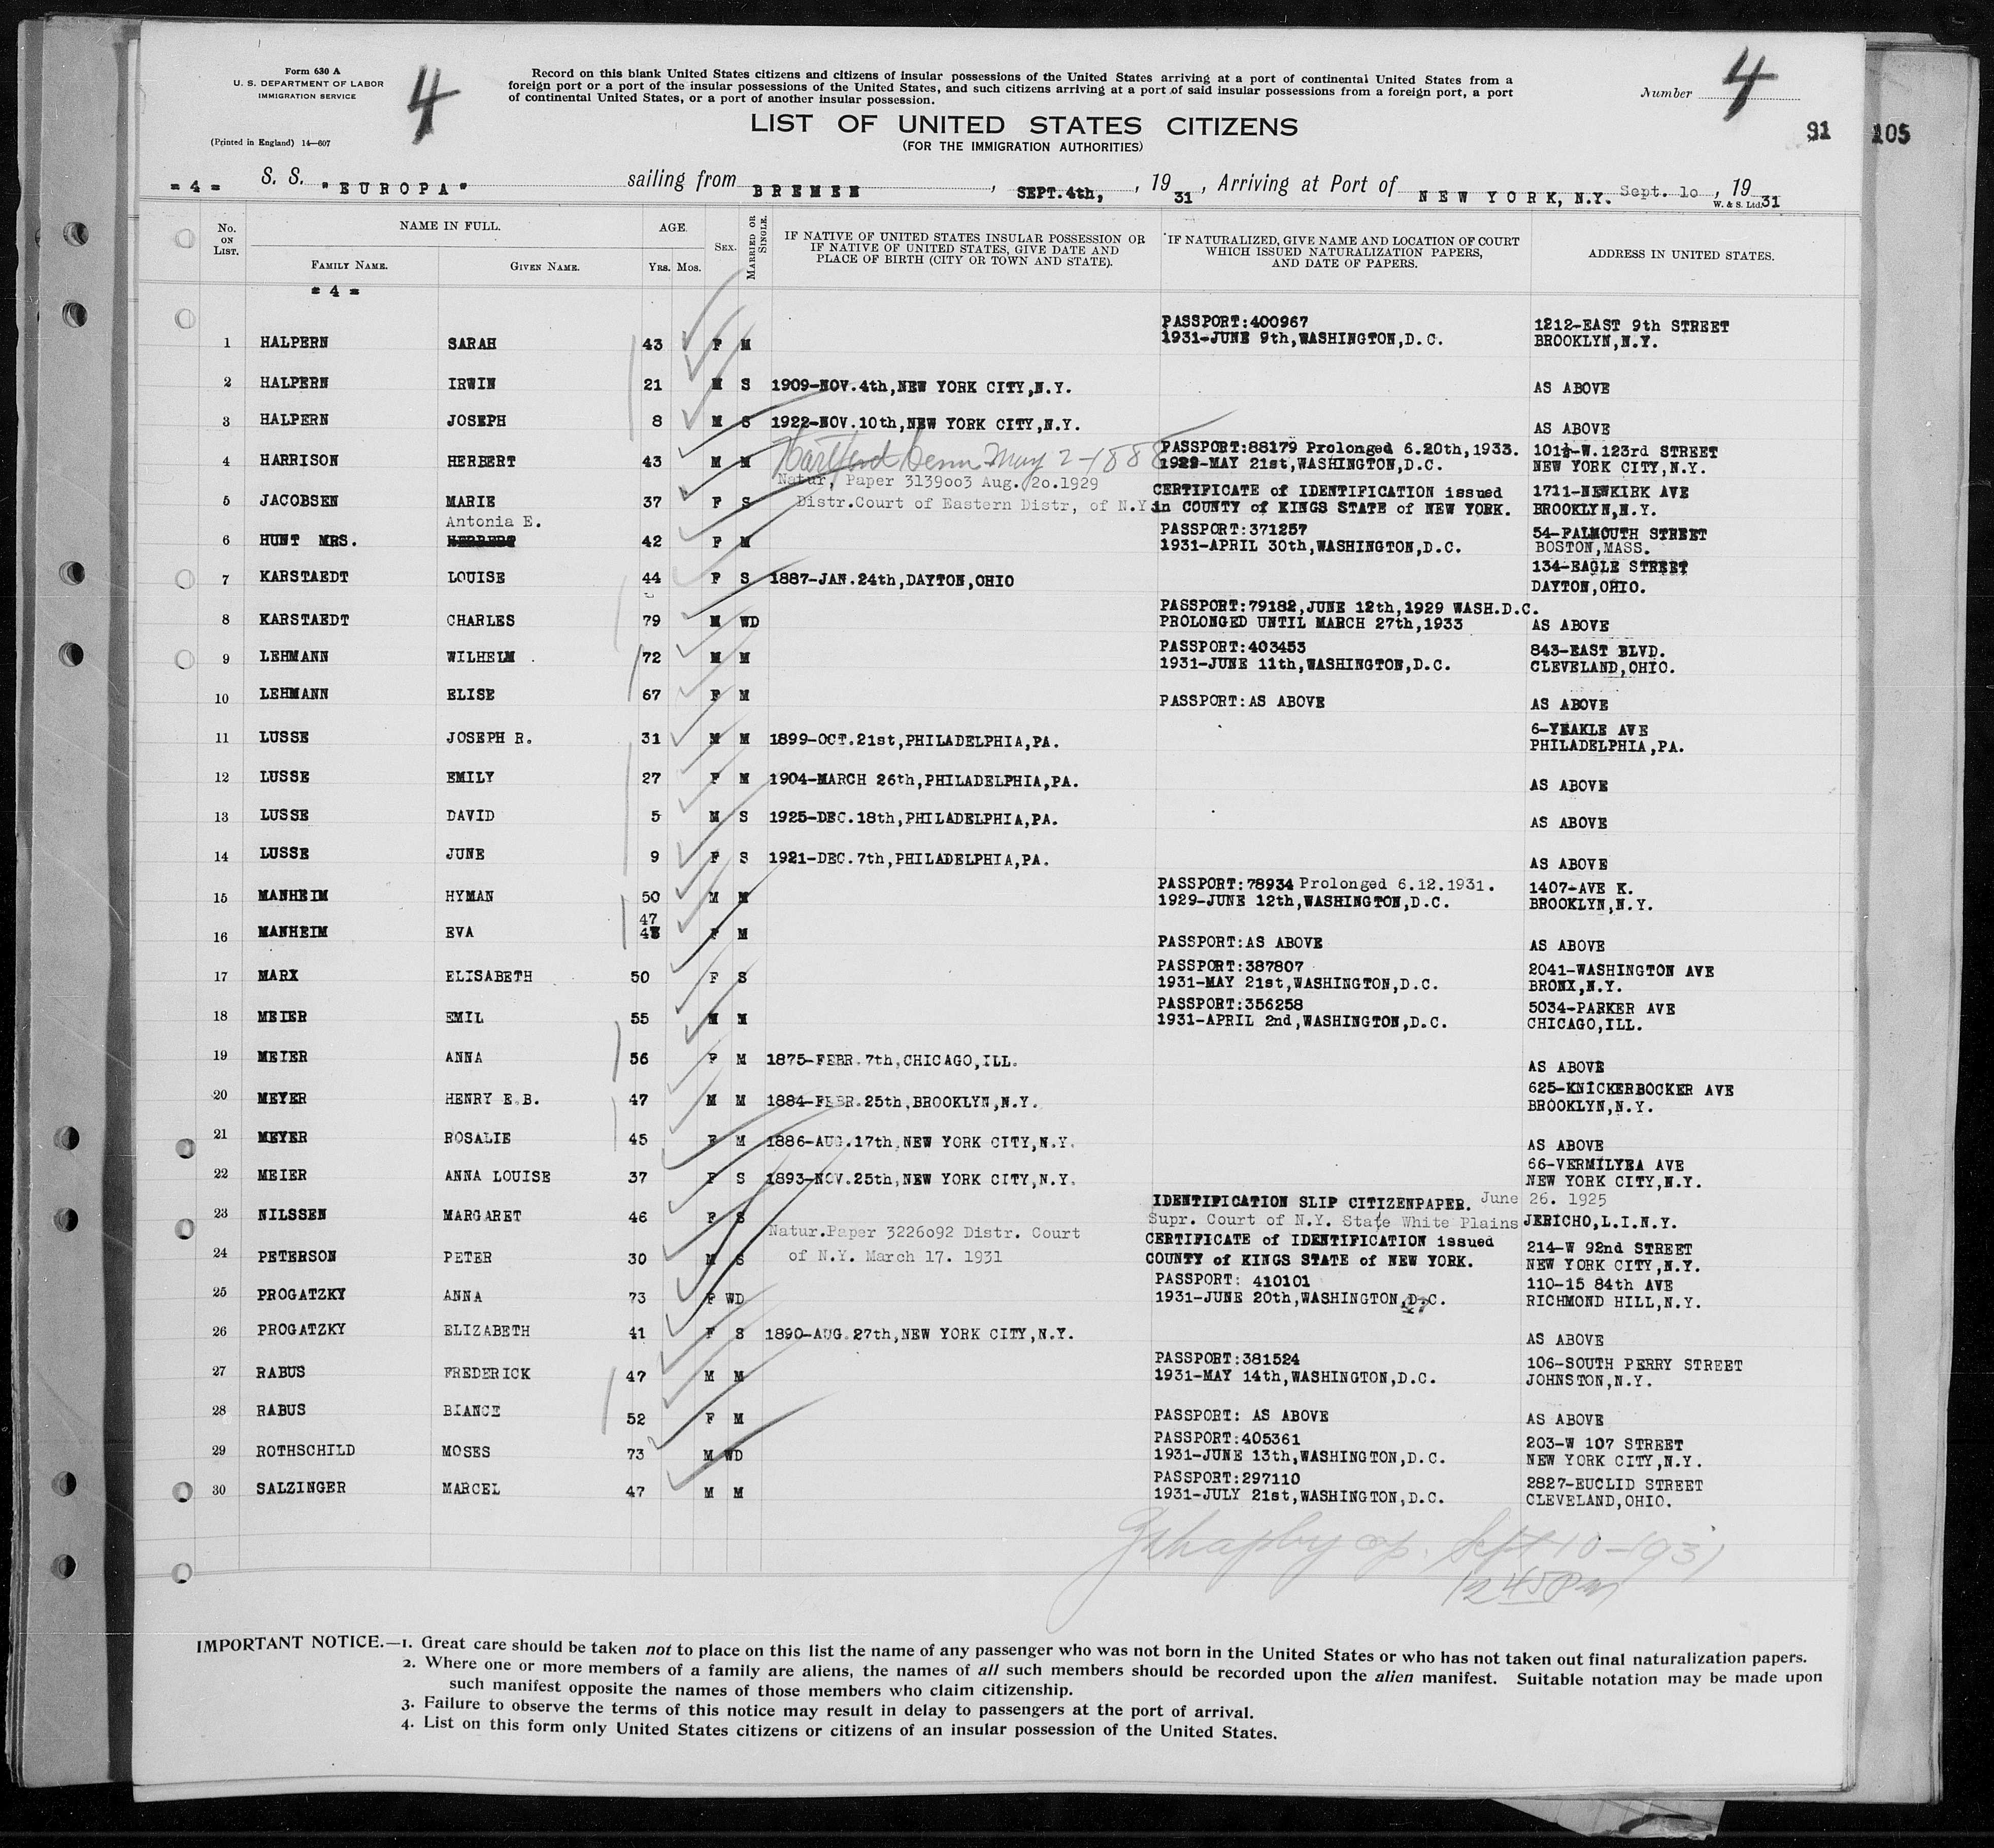 Form 630 A
U. S. DEPARTMENT OF LABOR
IMMIGRATION SERVICE
(Printed in England) 14—607
4
Record on this blank United States citizens and citizens of insular possessions of the United States arriving at a port of continental United States from a
foreign port or a port of the insular possessions of the United States, and such citizens arriving at a port of said insular possessions from a foreign port, a port
of continental United States, or a port of another insular possession.
LIST OF UNITED STATES CITIZENS
(FOR THE IMMIGRATION AUTHORITIES)
Number 4
91 105
= 4 = S. S. "EUROPA" sailing from BREMEN, SEPT.4th, 1931, Arriving at Port of NEW YORK, N.Y. Sept. 10, 1931
W. & S. Ltd.
No. ON LIST. NAME IN FULL. FAMILY NAME. GIVEN NAME. AGE. YRS. MOS. SEX. MARRIED OR SINGLE. IF NATIVE OF UNITED STATES INSULAR POSSESSION OR IF NATIVE OF UNITED STATES, GIVE DATE AND PLACE OF BIRTH (CITY OR TOWN AND STATE). IF NATURALIZED, GIVE NAME AND LOCATION OF COURT WHICH ISSUED NATURALIZATION PAPERS, AND DATE OF PAPERS. ADDRESS IN UNITED STATES.
= 4 =
1 HALPERN SARAH 43 F M PASSPORT:400967 1931-JUNE 9th,WASHINGTON,D.C. 1212-EAST 9th STREET BROOKLYN,N.Y.
2 HALPERN IRWIN 21 M S 1909-NOV.4th,NEW YORK CITY,N.Y. AS ABOVE
3 HALPERN JOSEPH 8 M S 1922-NOV.10th,NEW YORK CITY,N.Y. AS ABOVE
4 HARRISON HERBERT 43 M M Hartford Conn May 2-1888 PASSPORT:88179 Prolonged 6.20th,1933. 1929-MAY 21st,WASHINGTON,D.C. 101½-W.123rd STREET NEW YORK CITY,N.Y.
5 JACOBSEN MARIE 37 F S Natur, Paper 3139oo3 Aug. 2o.1929 Distr.Court of Eastern Distr, of N.Y. CERTIFICATE of IDENTIFICATION issued in COUNTY of KINGS STATE of NEW YORK. 1711-NEWKIRK AVE BROOKLYN,N.Y.
6 HUNT MRS. Antonia E. HERBERT 42 F M PASSPORT:371257 1931-APRIL 30th,WASHINGTON,D.C. 54-FALMOUTH STREET BOSTON,MASS.
7 KARSTAEDT LOUISE 44 F S 1887-JAN.24th,DAYTON,OHIO 134-EAGLE STREET DAYTON,OHIO.
8 KARSTAEDT CHARLES 79 M WD PASSPORT:79182,JUNE 12th,1929 WASH.D.C. PROLONGED UNTIL MARCH 27th,1933 AS ABOVE
9 LEHMANN WILHELM . 72 M M PASSPORT:403453 1931-JUNE 11th,WASHINGTON,D.C. 843-EAST BLVD. CLEVELAND,OHIO.
10 LEHMANN ELISE 67 F M PASSPORT:AS ABOVE AS ABOVE
11 LUSSE JOSEPH R. 31 M M 1899-OCT.21st,PHILADELPHIA,PA. 6-YEAKLE AVE PHILADELPHIA,PA.
12 LUSSE EMILY 27 F M 1904-MARCH 26th,PHILADELPHIA,PA. AS ABOVE
13 LUSSE DAVID 5 M S 1925-DEC.18th,PHILADELPHIA,PA. AS ABOVE
14 LUSSE JUNE 9 F S 1921-DEC.7th,PHILADELPHIA,PA. AS ABOVE
15 MANHEIM HYMAN 50 M M PASSPORT:78934 Prolonged 6.12.1931. 1929-JUNE 12th,WASHINGTON,D.C. 1407-AVE K. BROOKLYN,N.Y.
16 MANHEIM EVA 47 F M PASSPORT:AS ABOVE AS ABOVE
17 MARX ELISABETH 50 F S PASSPORT:387807 1931-MAY 21st,WASHINGTON,D.C. 2041-WASHINGTON AVE BRONX,N.Y.
18 MEIER EMIL 55 M M PASSPORT:356258 1931-APRIL 2nd,WASHINGTON,D.C. 5034-PARKER AVE CHICAGO,ILL.
19 MEIER ANNA 56 F M 1875-FEBR.7th,CHICAGO,ILL. AS ABOVE
20 MEYER HENRY E.B. 47 M M 1884-FEBR.25th,BROOKLYN,N.Y. 625-KNICKERBOCKER AVE BROOKLYN,N.Y.
21 MEYER ROSALIE 45 F M 1886-AUG.17th,NEW YORK CITY,N.Y. AS ABOVE
22 MEIER ANNA LOUISE 37 F S 1893-NOV.25th,NEW YORK CITY,N.Y. 66-VERMILYEA AVE NEW YORK CITY,N.Y.
23 NILSSEN MARGARET 46 F S IDENTIFICATION SLIP CITIZENPAPER. June 26. 1925 Supr. Court of N.Y. State White Plains JERICHO,L.I.N.Y.
24 PETERSON PETER 30 M S Natur.Paper 3226o92 Distr. Court of N.Y. March 17. 1931 CERTIFICATE of IDENTIFICATION issued COUNTY of KINGS STATE of NEW YORK. 214-W 92nd STREET NEW YORK CITY,N.Y.
25 PROGATZKY ANNA 73 F WD PASSPORT: 410101 1931-JUNE 20th,WASHINGTON,D.C. 110-15 84th AVE RICHMOND HILL,N.Y.
26 PROGATZKY ELIZABETH 41 F S 1890-AUG.27th,NEW YORK CITY,N.Y. AS ABOVE
27 RABUS FREDERICK 47 M M PASSPORT:381524 1931-MAY 14th,WASHINGTON,D.C. 106-SOUTH PERRY STREET JOHNSTON,N.Y.
28 RABUS BIANCE 52 F M PASSPORT: AS ABOVE AS ABOVE
29 ROTHSCHILD MOSES 73 M WD PASSPORT:405361 1931-JUNE 13th,WASHINGTON,D.C. 203-W 107 STREET NEW YORK CITY,N.Y.
30 SALZINGER MARCEL 47 M M PASSPORT:297110 1931-JULY 21st,WASHINGTON,D.C. 2827-EUCLID STREET CLEVELAND,OHIO.
Sept 10-1931
12 45 PM
IMPORTANT NOTICE.—1. Great care should be taken not to place on this list the name of any passenger who was not born in the United States or who has not taken out final naturalization papers.
2. Where one or more members of a family are aliens, the names of all such members should be recorded upon the alien manifest. Suitable notation may be made upon
such manifest opposite the names of those members who claim citizenship.
3. Failure to observe the terms of this notice may result in delay to passengers at the port of arrival.
4. List on this form only United States citizens or citizens of an insular possession of the United States.